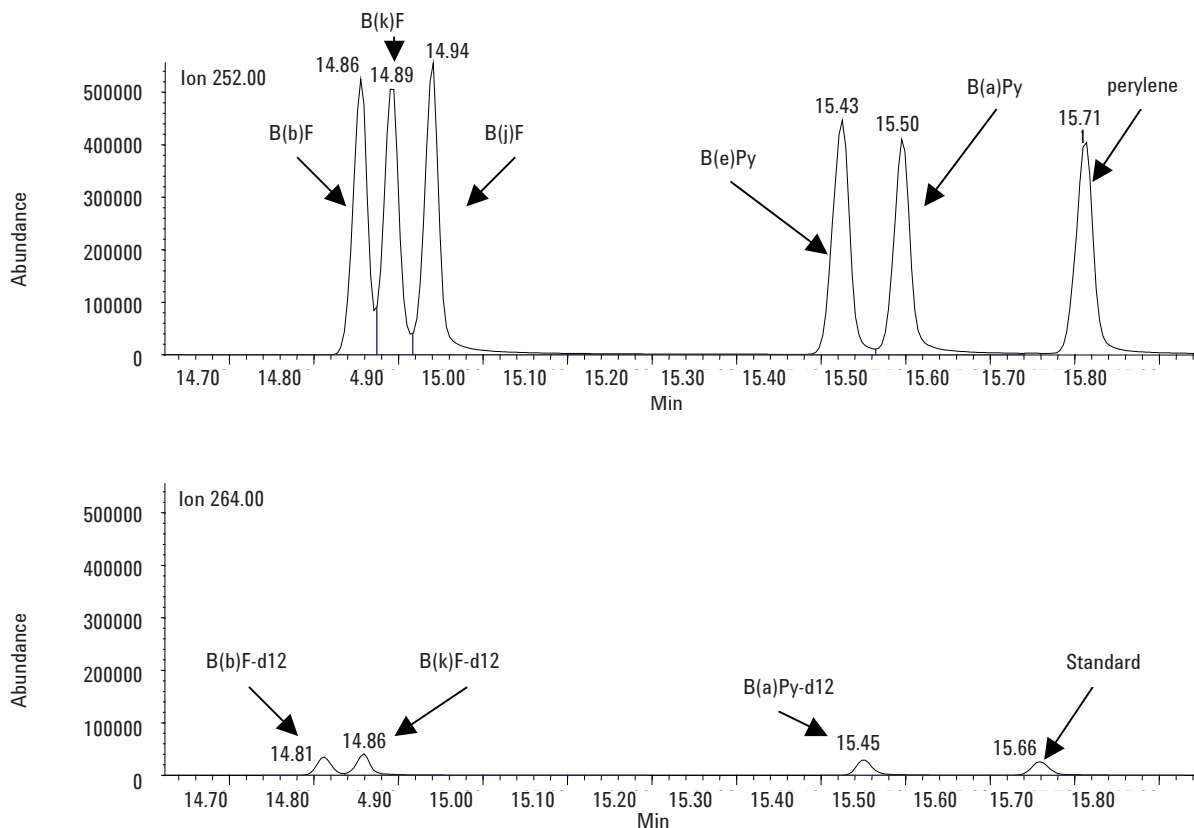 B(k)F
14.86
14.89
14.94
Ion 252.00
B(b)F
B(j)F
15.43
15.50
15.71
B(e)Py
B(a)Py
perylene
Abundance
500000
400000
300000
200000
100000
0
14.70 14.80 14.90 15.00 15.10 15.20 15.30 15.40 15.50 15.60 15.70 15.80
Min
Ion 264.00
Abundance
500000
400000
300000
200000
100000
0
B(b)F-d12
B(k)F-d12
B(a)Py-d12
Standard
14.81
14.86
15.45
15.66
14.70 14.80 14.90 15.00 15.10 15.20 15.30 15.40 15.50 15.60 15.70 15.80
Min